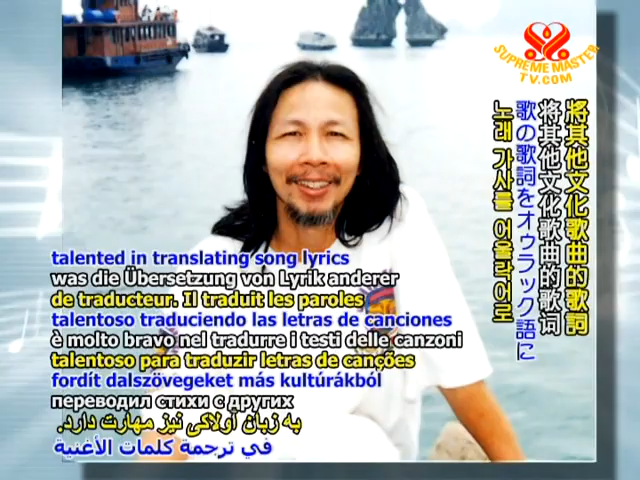 SUPREME MASTER
TV.COM
將其他文化歌曲的歌詞
将其他文化歌曲的歌词
歌の歌詞をオゥラック語に
노래 가사를 어울락어로
talented in translating song lyrics
was die Übersetzung von Lyrik anderer
de traducteur. Il traduit les paroles
talentoso traduciendo las letras de canciones
è molto bravo nel tradurre i testi delle canzoni
talentoso para traduzir letras de canções
fordít dalszövegeket más kultúrákból
переводил стихи с других
به زبان اولاکی نیز مهارت دارد.
في ترجمة كلمات الأغنية